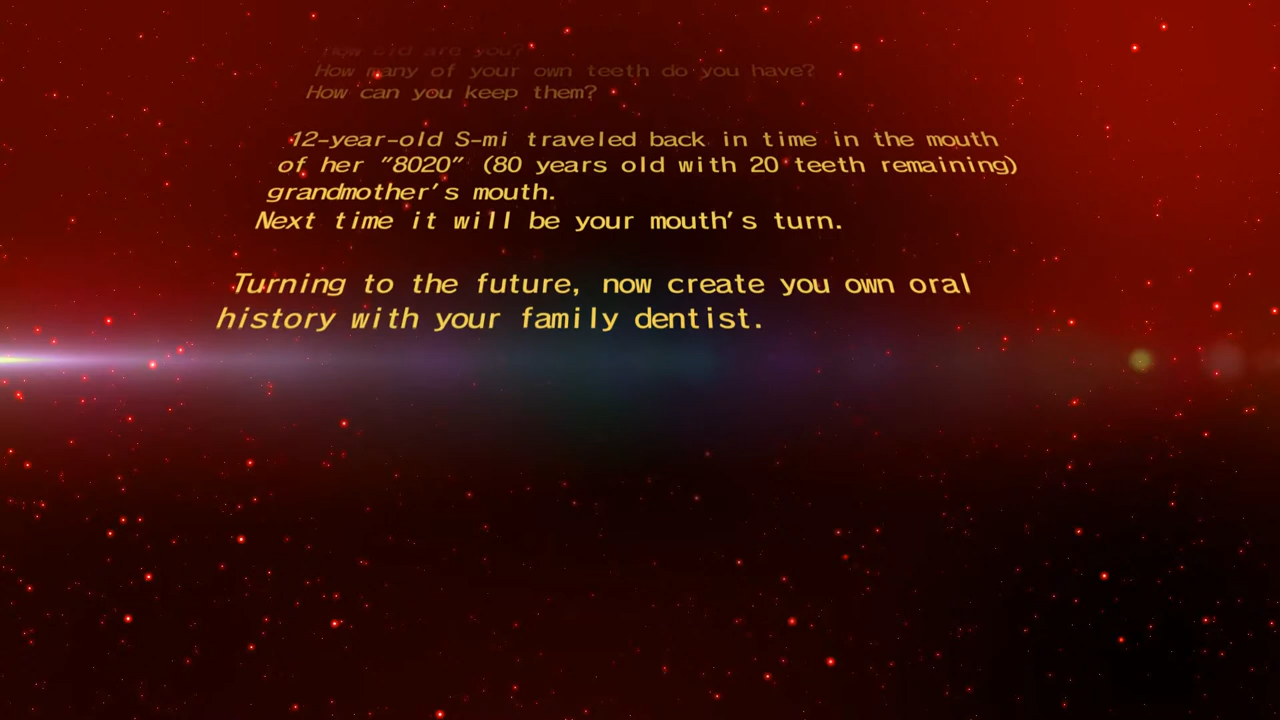 How old are you?
How many of your own teeth do you have?
How can you keep them?
12-year-old S-mi traveled back in time in the mouth
of her "8020" (80 years old with 20 teeth remaining)
grandmother's mouth.
Next time it will be your mouth's turn.
Turning to the future, now create you own oral
history with your family dentist.